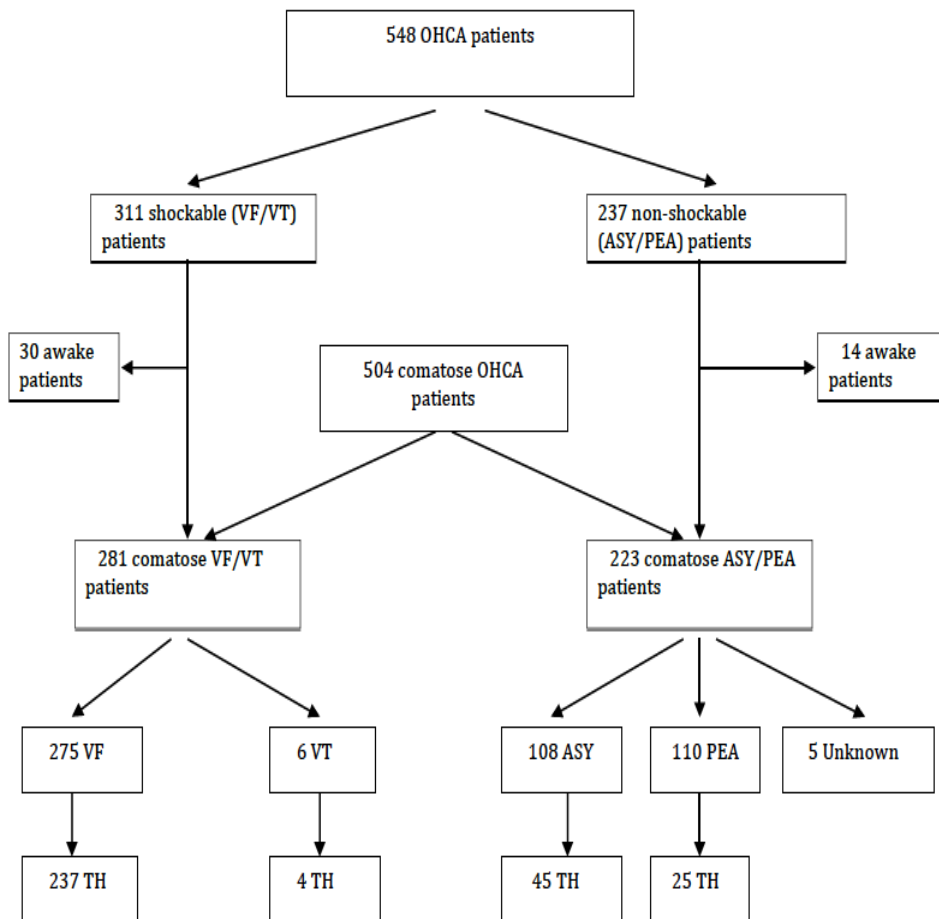 548 OHCA patients
311 shockable (VF/VT)
patients
237 non-shockable
(ASY/PEA) patients
30 awake
patients
504 comatose OHCA
patients
14 awake
patients
281 comatose VF/VT
patients
223 comatose ASY/PEA
patients
275 VF
6 VT
108 ASY
110 PEA
5 Unknown
237 TH
4 TH
45 TH
25 TH